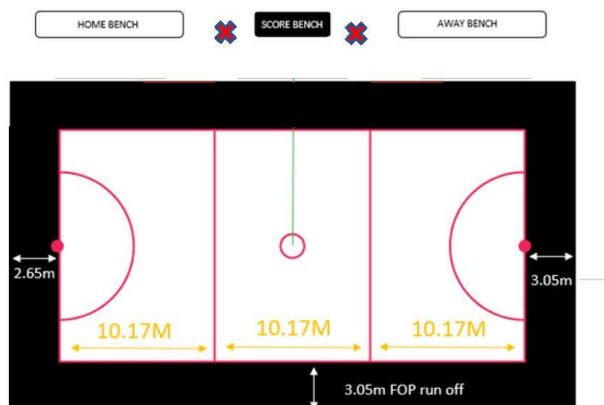 HOME BENCH
SCORE BENCH
AWAY BENCH
2.65m
3.05m
10.17M
10.17M
10.17M
3.05m FOP run off